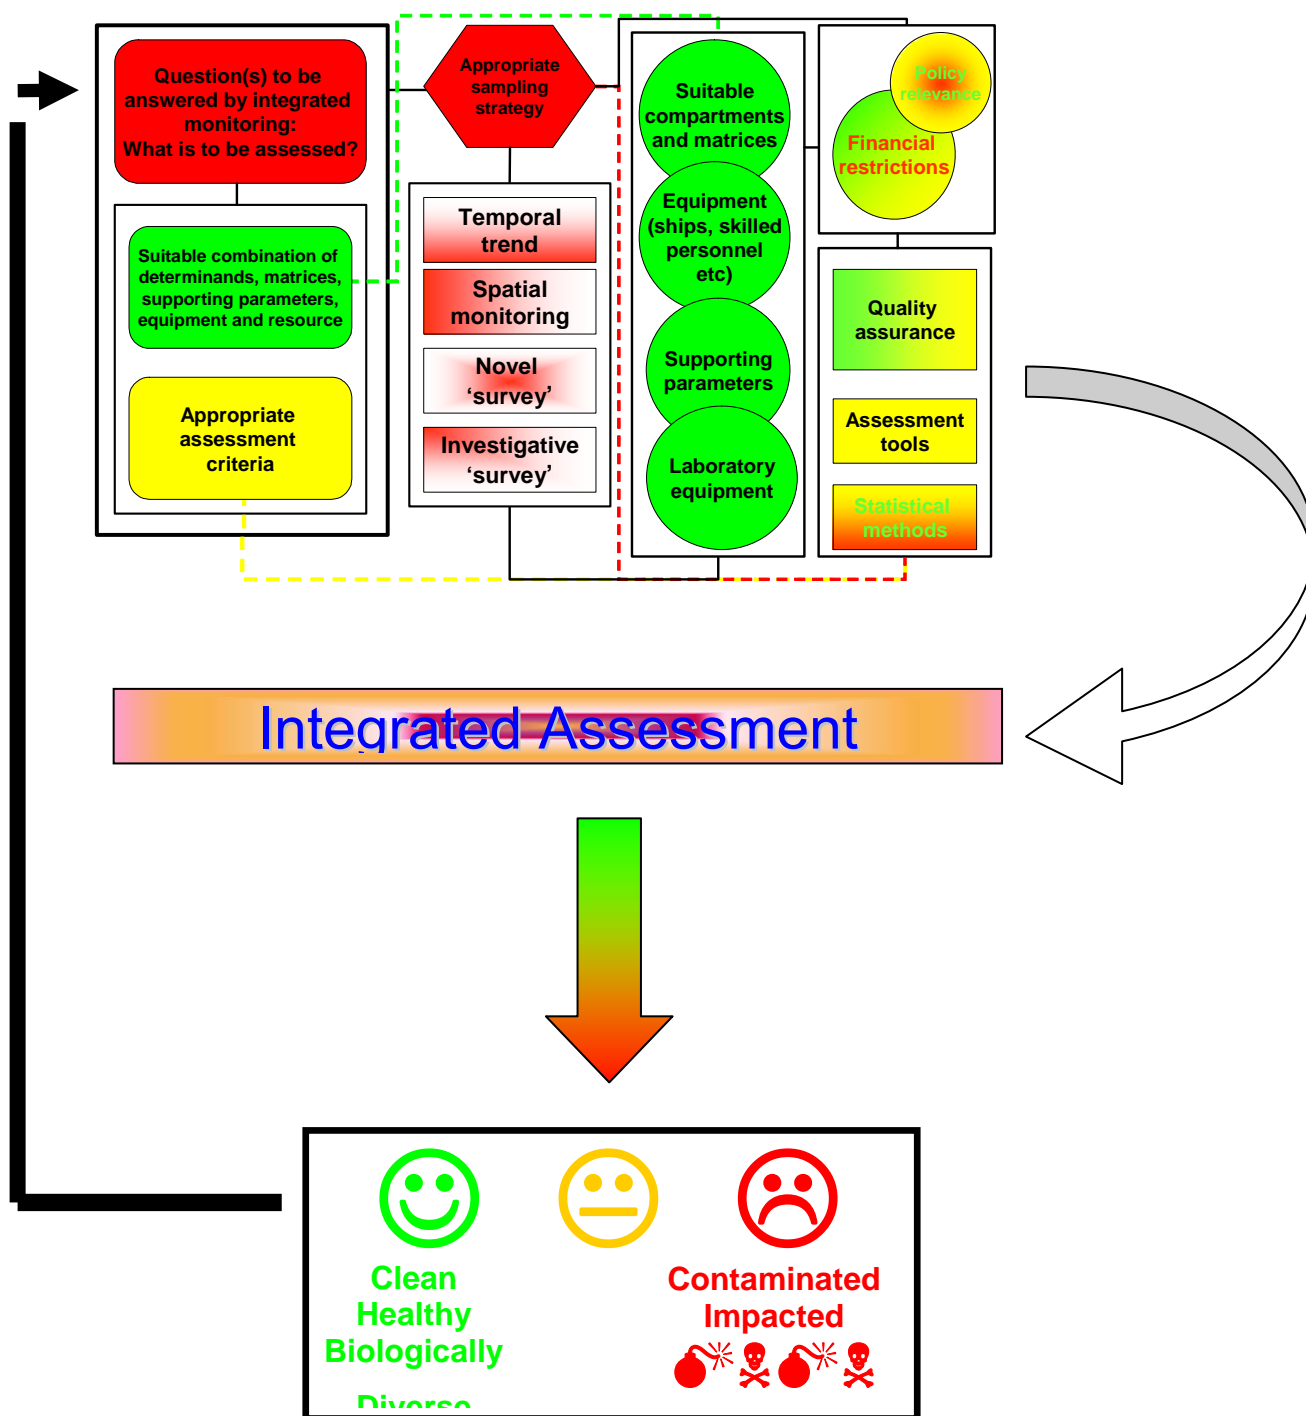 Question(s) to be
answered by integrated
monitoring:
What is to be assessed?
Suitable combination of
determinands, matrices,
supporting parameters,
equipment and resource
Appropriate
assessment
criteria
Appropriate
sampling
strategy
Temporal
trend
Spatial
monitoring
Novel
‘survey’
Investigative
‘survey’
Suitable
compartments
and matrices
Equipment
(ships, skilled
personnel
etc)
Supporting
parameters
Laboratory
equipment
Policy
relevance
Financial
restrictions
Quality
assurance
Assessment
tools
Statistical
methods
Integrated Assessment
Clean
Healthy
Biologically
Diverse
Contaminated
Impacted